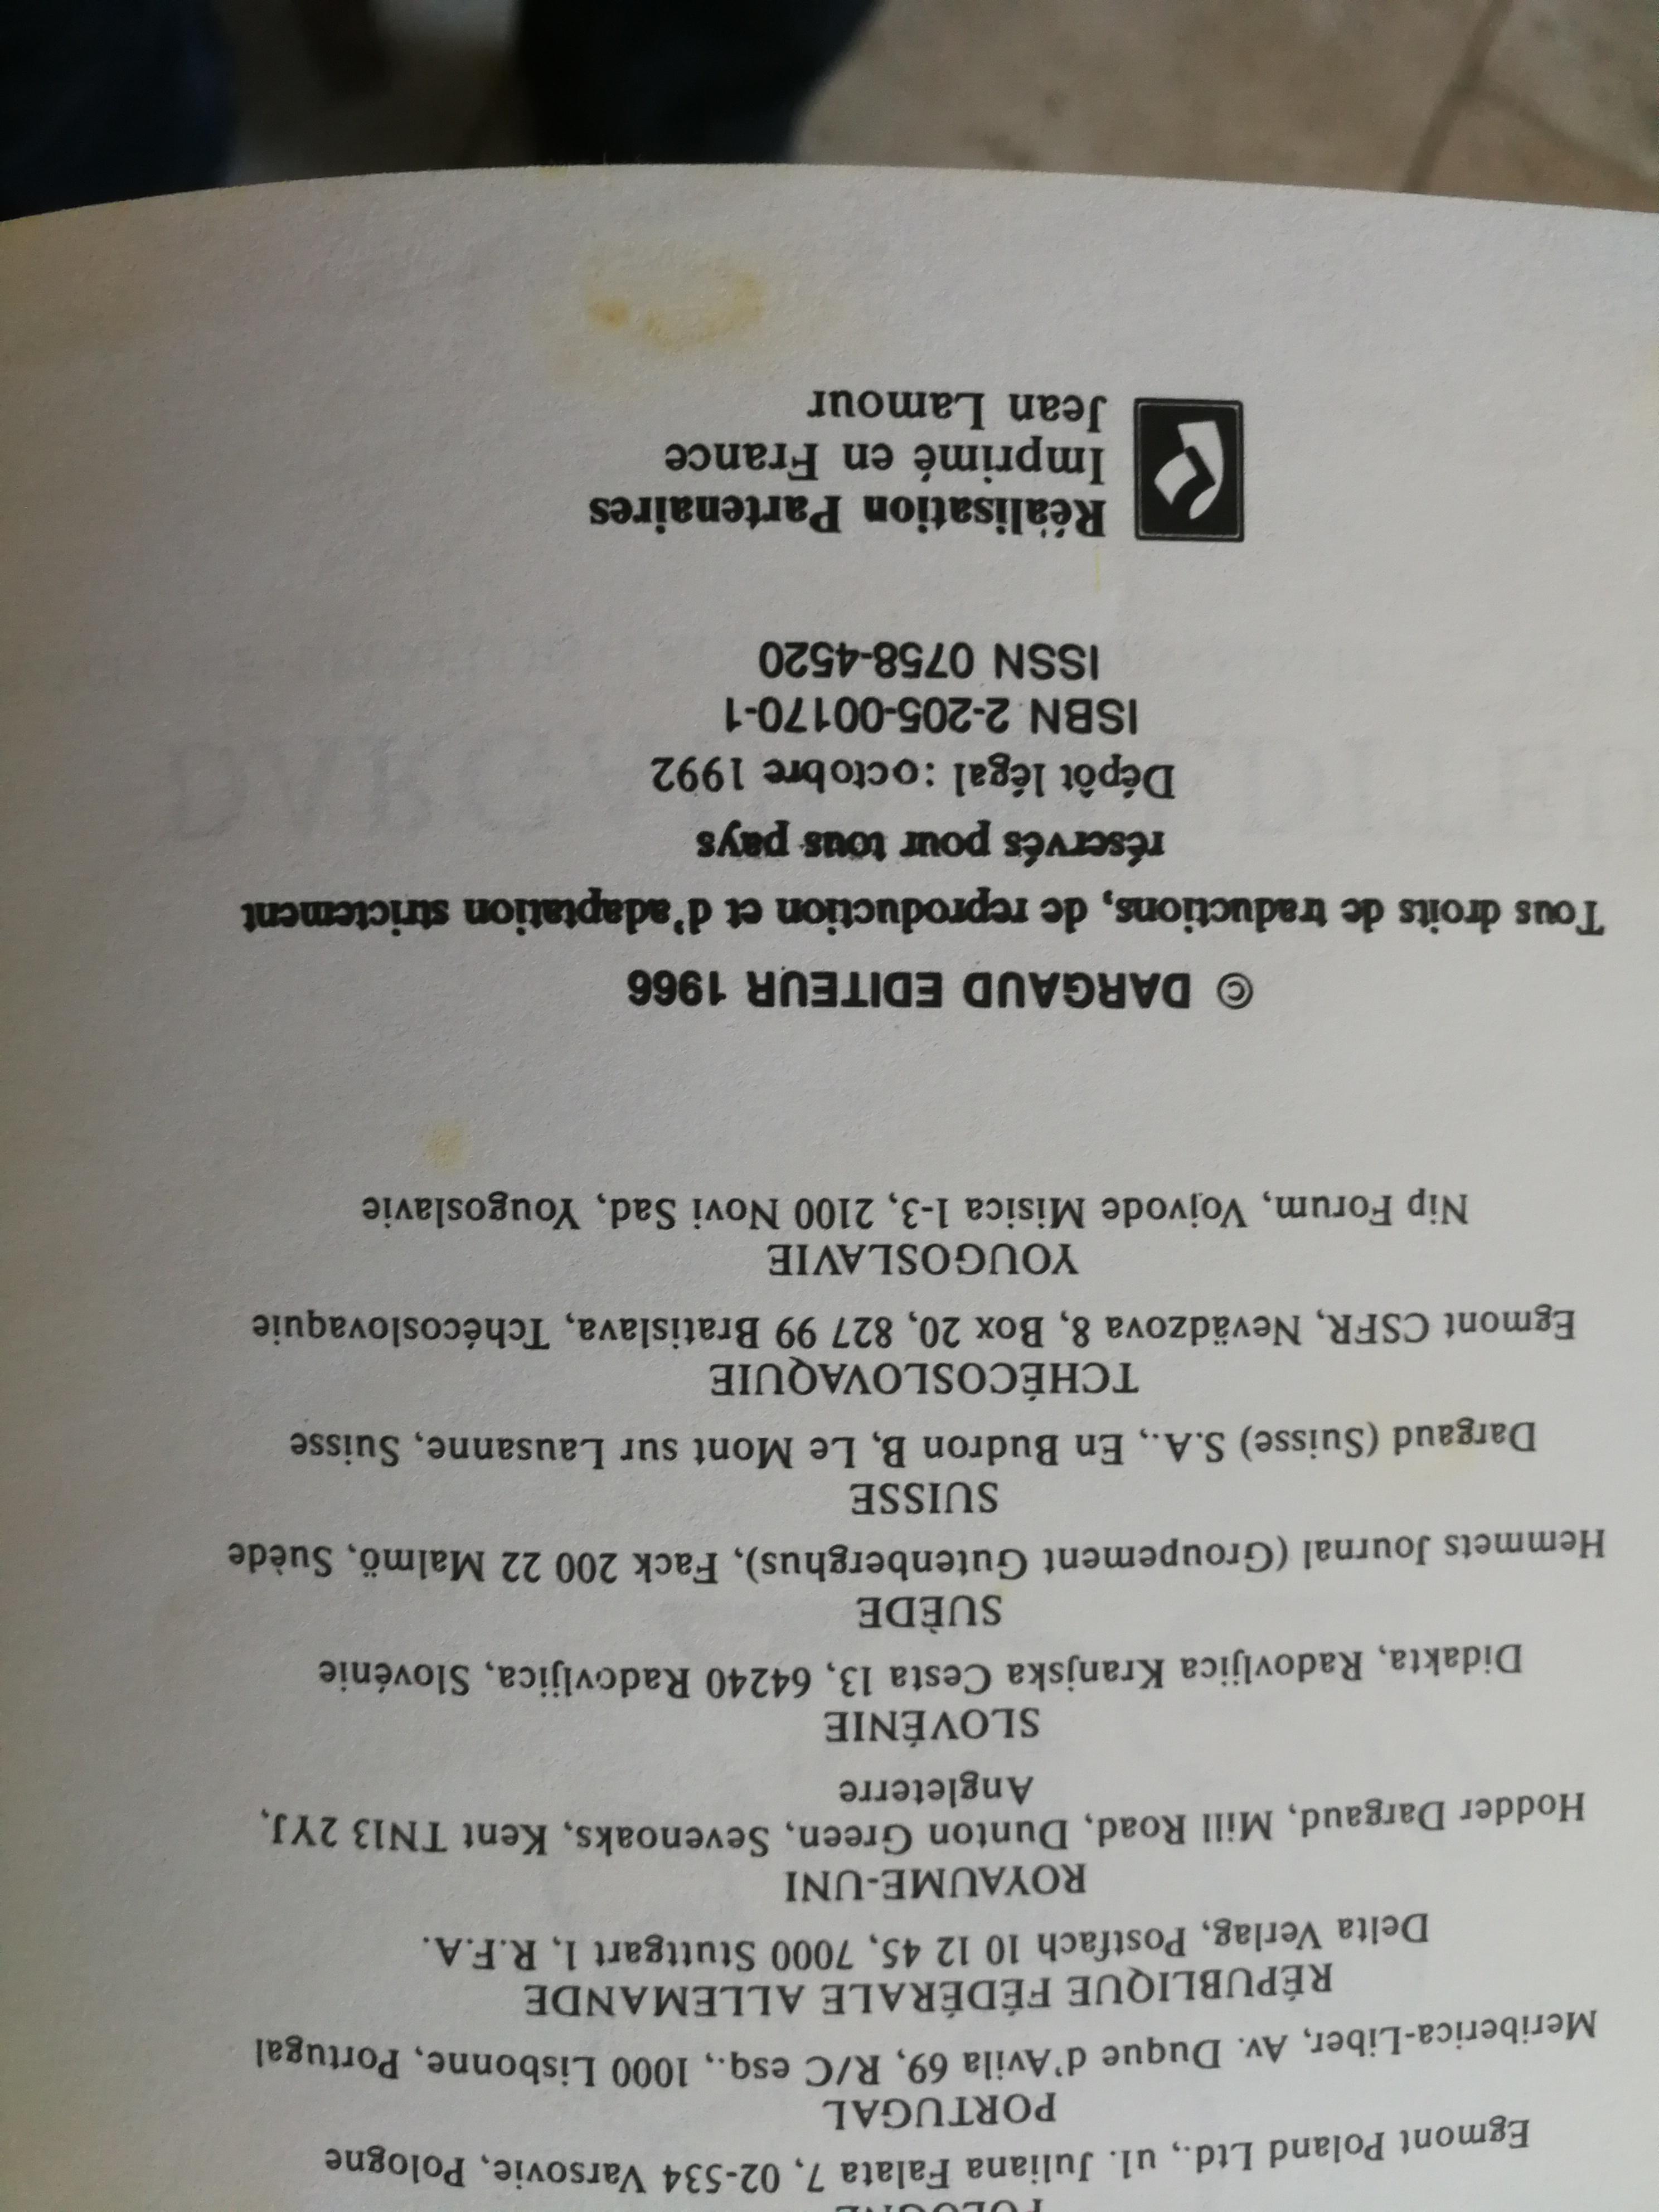 POLOGNE
Egmont Poland Ltd., ul. Juliana Falata 7, 02-534 Varsovie, Pologne
PORTUGAL
Meriberica-Liber, Av. Duque d'Avila 69, R/C esq., 1000 Lisbonne, Portugal
RÉPUBLIQUE FÉDÉRALE ALLEMANDE
Delta Verlag, Postfach 10 12 45, 7000 Stuttgart 1, R.F.A.
ROYAUME-UNI
Hodder Dargaud, Mill Road, Dunton Green, Sevenoaks, Kent TN13 2YJ,
Angleterre
SLOVÉNIE
Didakta, Radovljica Kranjska Cesta 13, 64240 Radovljica, Slovénie
SUÈDE
Hemmets Journal (Groupement Gutenberghus), Fack 200 22 Malmö, Suède
SUISSE
Dargaud (Suisse) S.A., En Budron B, Le Mont sur Lausanne, Suisse
TCHÉCOSLOVAQUIE
Egmont CSFR, Nevädzova 8, Box 20, 827 99 Bratislava, Tchécoslovaquie
YOUGOSLAVIE
Nip Forum, Vojvode Misica 1-3, 2100 Novi Sad, Yougoslavie
© DARGAUD EDITEUR 1966
Tous droits de traductions, de reproduction et d'adaptation strictement
réservés pour tous pays
Dépôt légal : octobre 1992
ISBN 2-205-00170-1
ISSN 0758-4520
Réalisation Partenaires
Imprimé en France
Jean Lamour